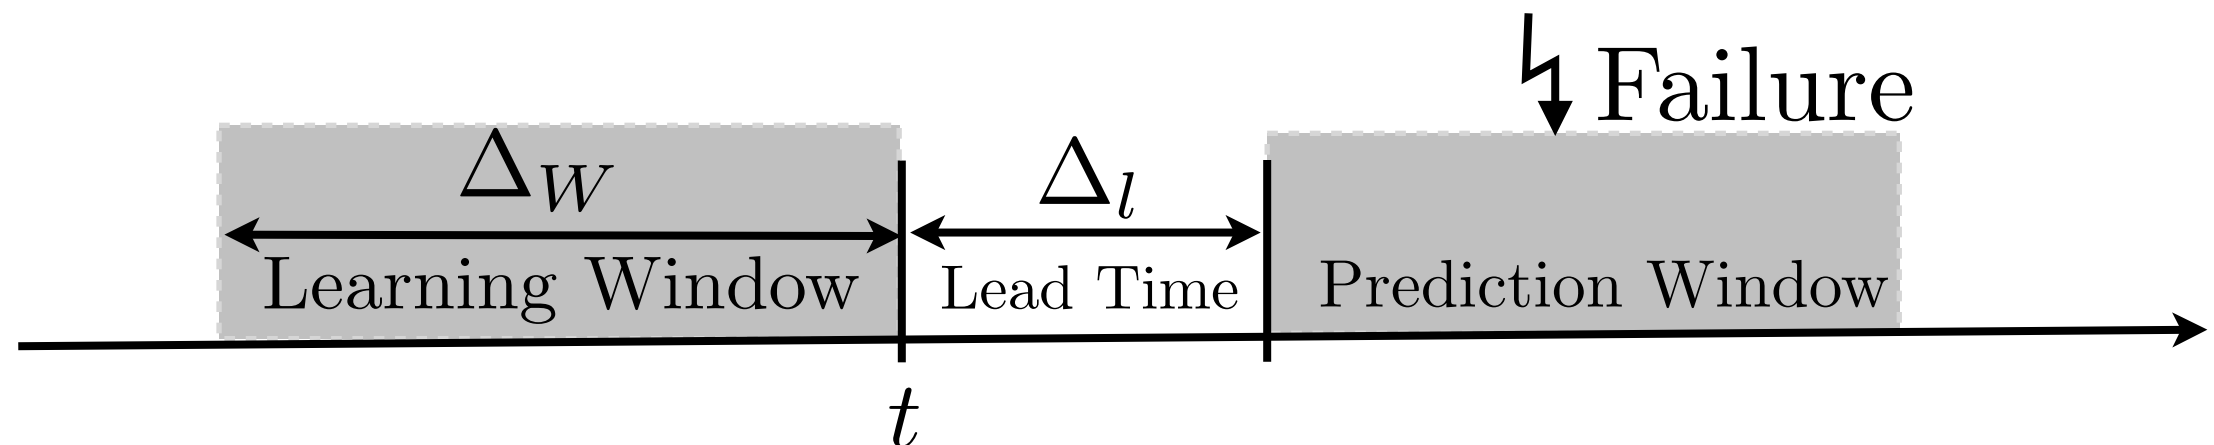 Failure
Δ_W
Δ_l
Learning Window
Lead Time
Prediction Window
t